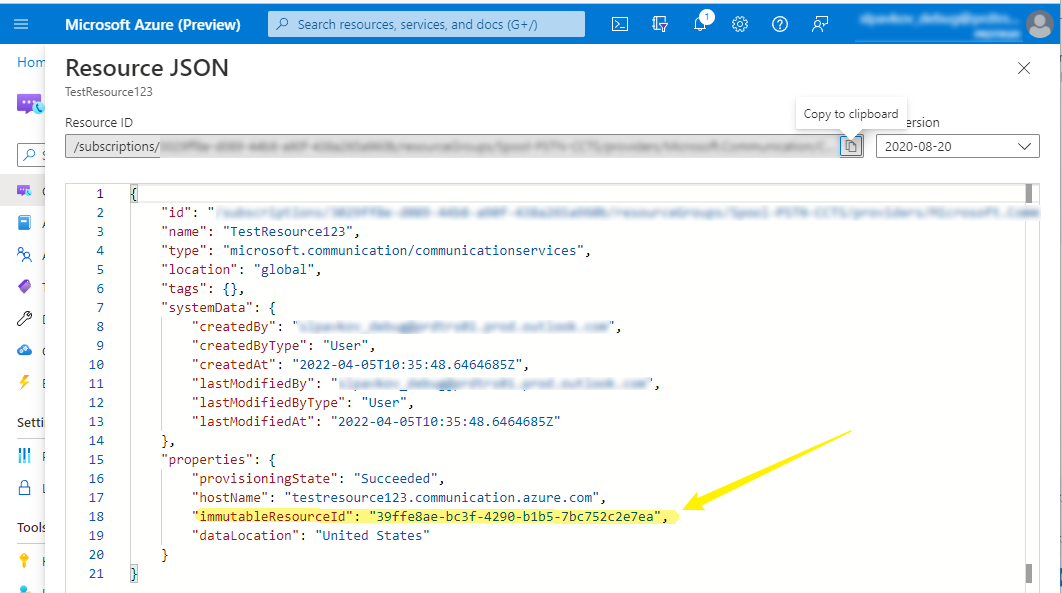 Microsoft Azure (Preview)
Search resources, services, and docs (G+/)
1
Hom
Resource JSON
TestResource123
Copy to clipboard
Resource ID
ersion
/subscriptions/
2020-08-20
1 {
2 "id": "/subscriptions/
3 "name": "TestResource123",
4 "type": "microsoft.communication/communicationservices",
5 "location": "global",
6 "tags": {},
7 "systemData": {
8 "createdBy": "",
9 "createdByType": "User",
10 "createdAt": "2022-04-05T10:35:48.6464685Z",
11 "lastModifiedBy": "",
12 "lastModifiedByType": "User",
13 "lastModifiedAt": "2022-04-05T10:35:48.6464685Z"
14 },
15 "properties": {
16 "provisioningState": "Succeeded",
17 "hostName": "testresource123.communication.azure.com",
18 "immutableResourceId": "39ffe8ae-bc3f-4290-b1b5-7bc752c2e7ea",
19 "dataLocation": "United States"
20 }
21 }
Setti
Tools